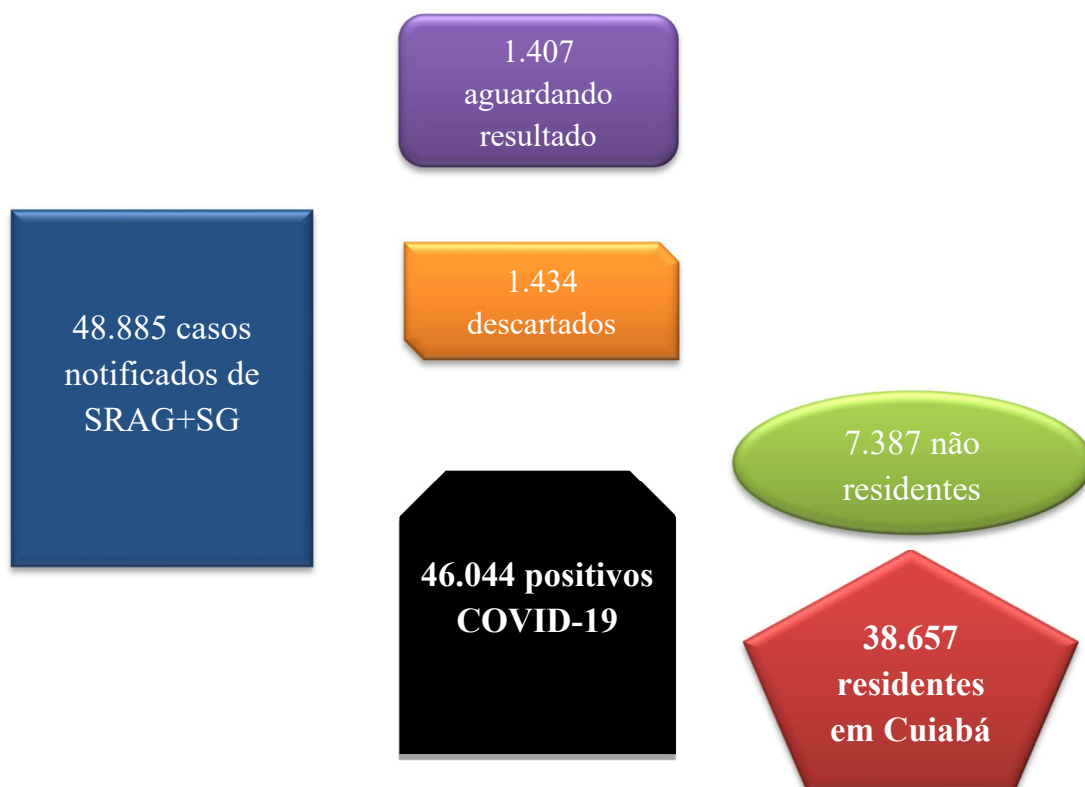 1.407
aguardando
resultado
1.434
descartados
48.885 casos
notificados de
SRAG+SG
7.387 não
residentes
46.044 positivos
COVID-19
38.657
residentes
em Cuiabá